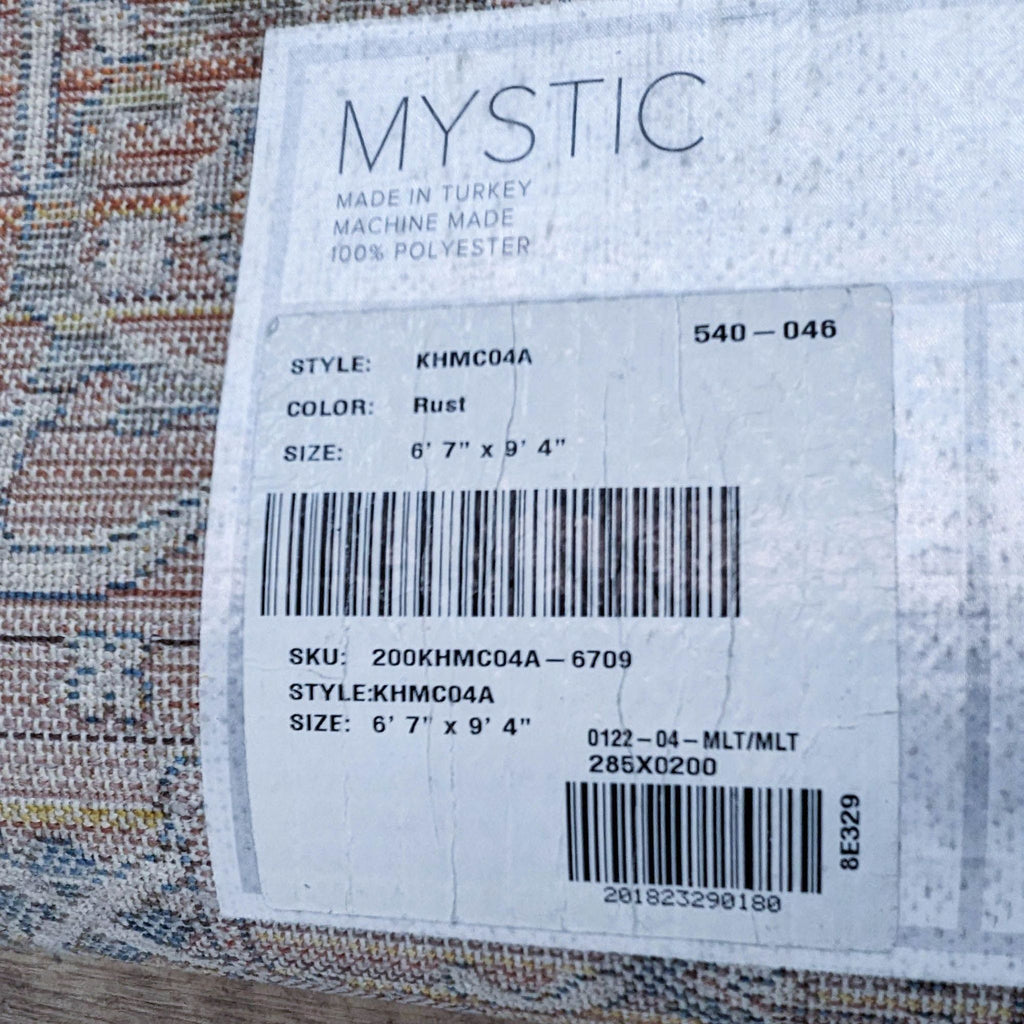 MYSTIC
MADE IN TURKEY
MACHINE MADE
100% POLYESTER
540 – 046
STYLE: KHMC04A
COLOR: Rust
SIZE: 6' 7" x 9' 4"
SKU: 200KHMC04A – 6709
STYLE:KHMC04A
SIZE: 6' 7" x 9' 4"
0122 – 04 – MLT/MLT
285X0200
8E329
201823290180